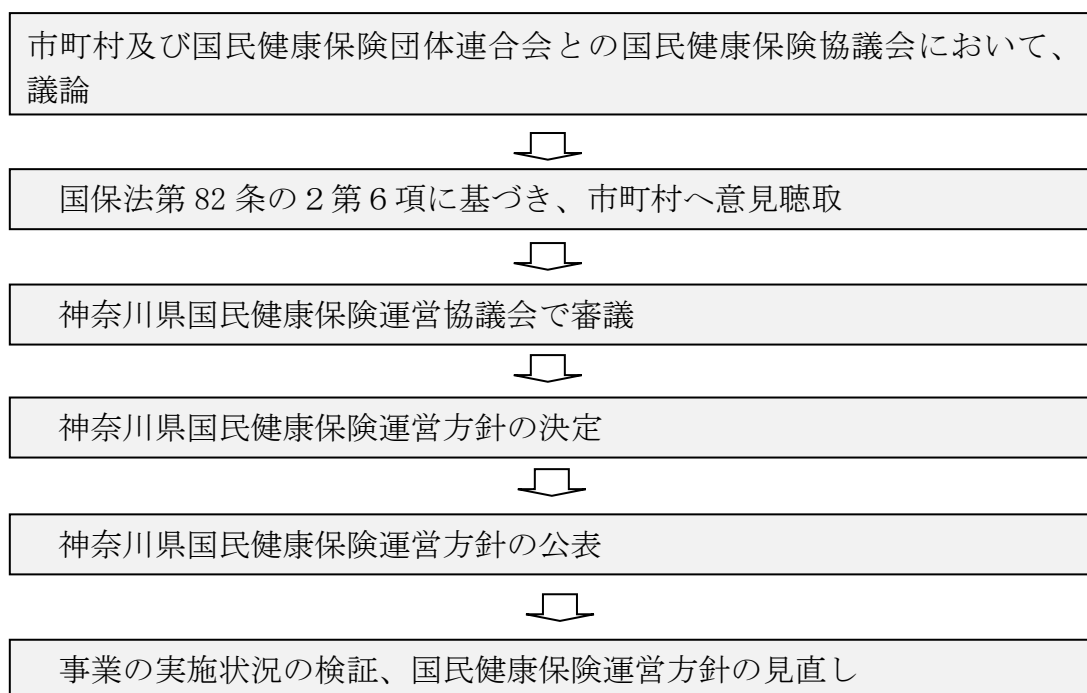 市町村及び国民健康保険団体連合会との国民健康保険協議会において、
議論
国保法第 82 条の２第６項に基づき、市町村へ意見聴取
神奈川県国民健康保険運営協議会で審議
神奈川県国民健康保険運営方針の決定
神奈川県国民健康保険運営方針の公表
事業の実施状況の検証、国民健康保険運営方針の見直し